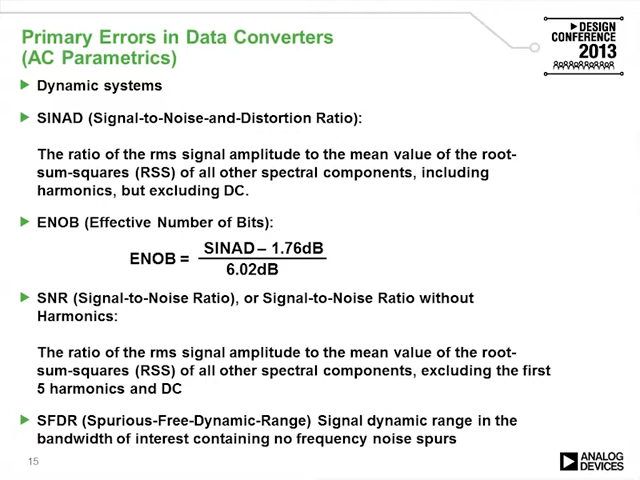 Primary Errors in Data Converters
(AC Parametrics)
DESIGN
CONFERENCE
2013
Dynamic systems
SINAD (Signal-to-Noise-and-Distortion Ratio):
The ratio of the rms signal amplitude to the mean value of the root-
sum-squares (RSS) of all other spectral components, including
harmonics, but excluding DC.
ENOB (Effective Number of Bits):
ENOB = SINAD – 1.76dB
6.02dB
SNR (Signal-to-Noise Ratio), or Signal-to-Noise Ratio without
Harmonics:
The ratio of the rms signal amplitude to the mean value of the root-
sum-squares (RSS) of all other spectral components, excluding the first
5 harmonics and DC
SFDR (Spurious-Free-Dynamic-Range) Signal dynamic range in the
bandwidth of interest containing no frequency noise spurs
15
ANALOG
DEVICES